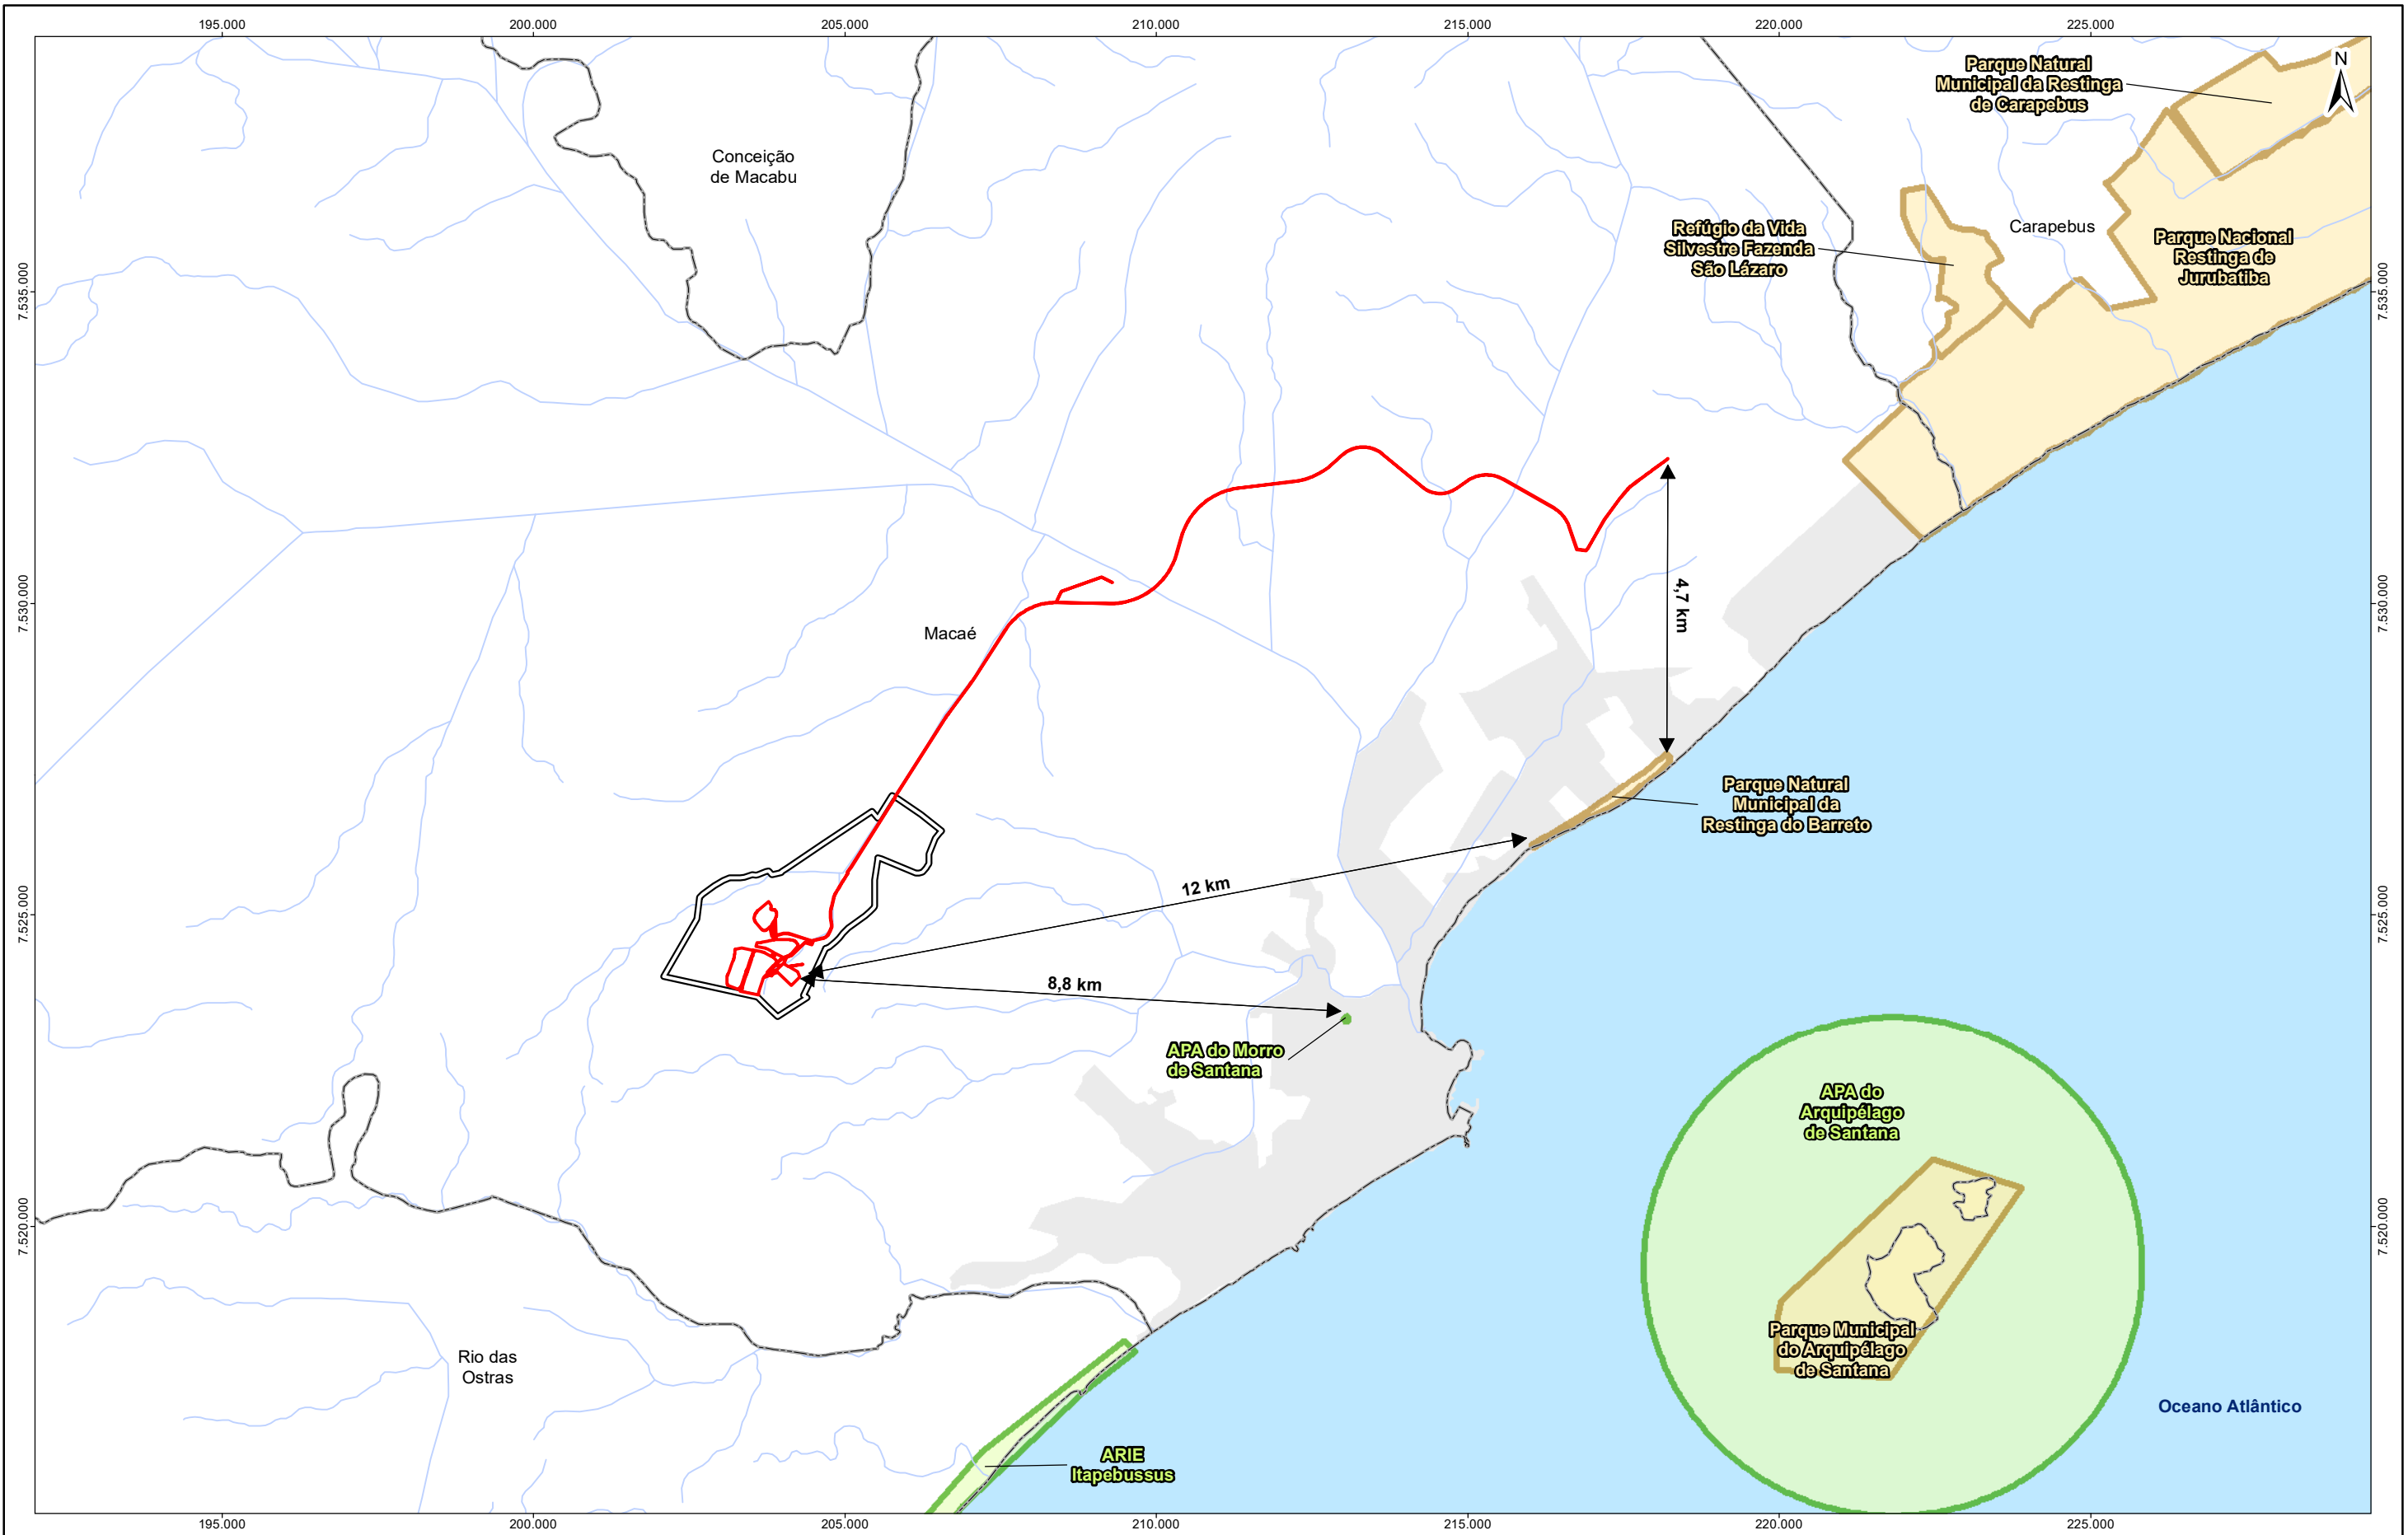 195.000
200.000
205.000
210.000
215.000
220.000
225.000
Parque Natural
Municipal da Restinga
de Carapebus
N
Conceição
de Macabu
Refúgio da Vida
Silvestre Fazenda
São Lázaro
Carapebus
Parque Nacional
Restinga de
Jurubatiba
7.535.000
7.535.000
7.530.000
7.530.000
4,7 km
Macaé
Parque Natural
Municipal da
Restinga do Barreto
12 km
7.525.000
7.525.000
8,8 km
APA do Morro
de Santana
APA do
Arquipélago
de Santana
7.520.000
7.520.000
Parque Municipal
do Arquipélago
de Santana
Rio das
Ostras
Oceano Atlântico
ARIE
Itapebussus
195.000
200.000
205.000
210.000
215.000
220.000
225.000